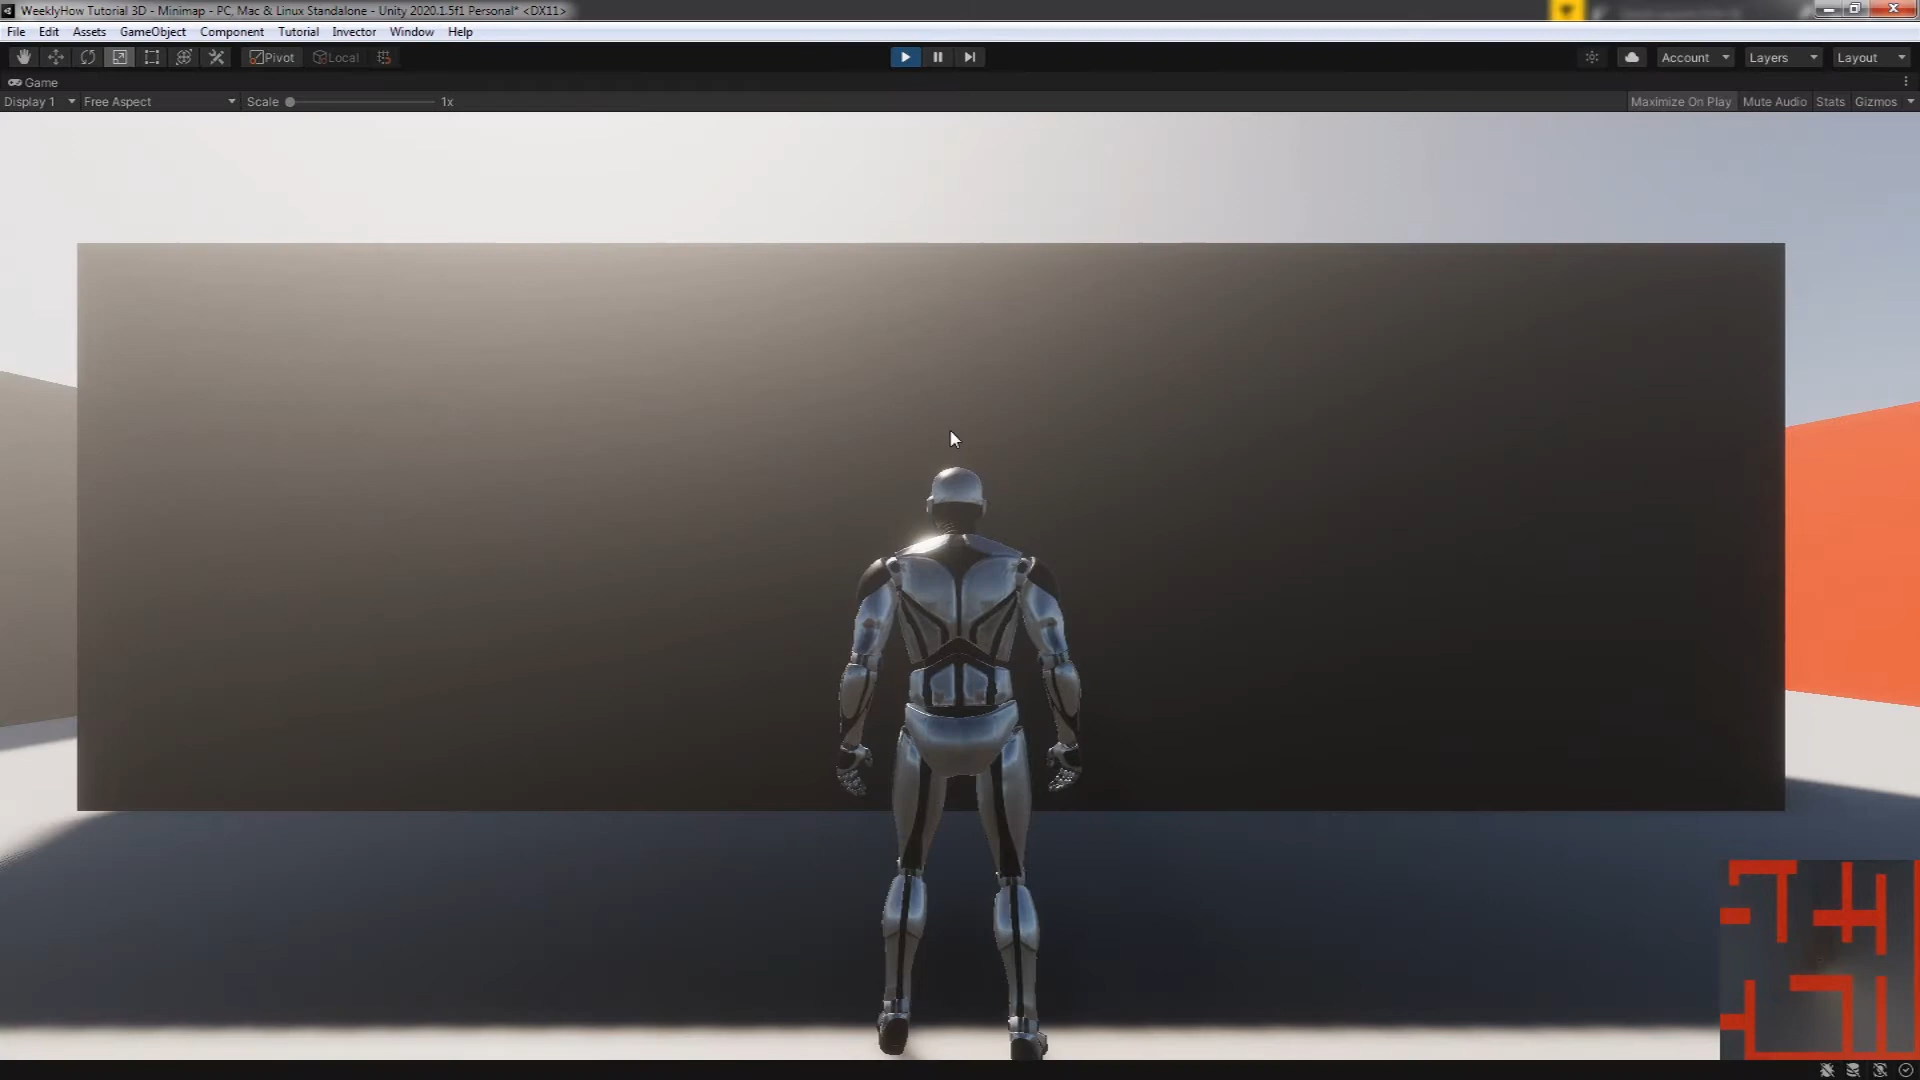 WeeklyHow Tutorial 3D - Minimap - PC, Mac & Linux Standalone - Unity 2020.1.5f1 Personal* <DX11>
File Edit Assets GameObject Component Tutorial Invector Window Help
Pivot Local Account Layers Layout
Game
Display 1 Free Aspect Scale 1x Maximize On Play Mute Audio Stats Gizmos